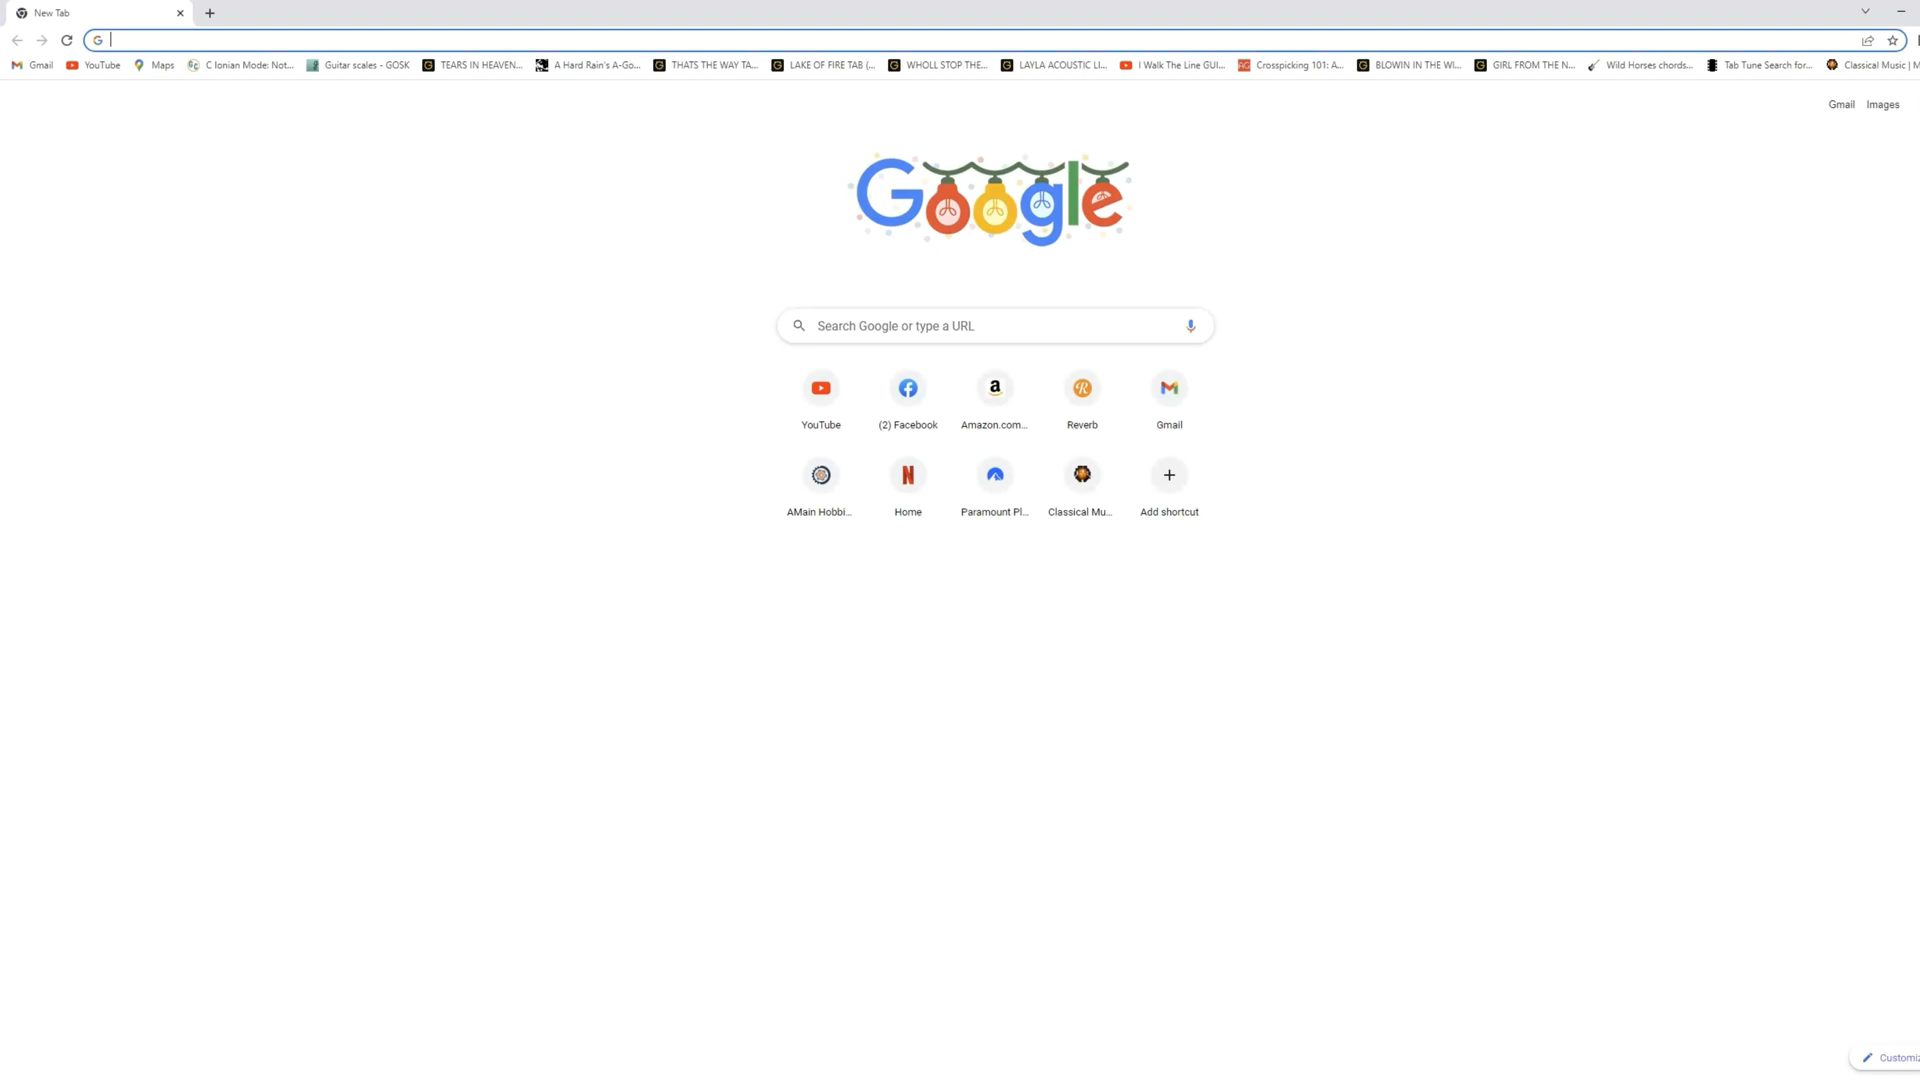 New Tab
Gmail YouTube Maps C Ionian Mode: Not... Guitar scales - GOSK TEARS IN HEAVEN... A Hard Rain's A-Go... THATS THE WAY TA... LAKE OF FIRE TAB (... WHOLL STOP THE... LAYLA ACOUSTIC LI... I Walk The Line GUI... Crosspicking 101: A... BLOWIN IN THE WI... GIRL FROM THE N... Wild Horses chords... Tab Tune Search for... Classical Music | M
Gmail Images
Google
Search Google or type a URL
YouTube (2) Facebook Amazon.com... Reverb Gmail
AMain Hobbi... Home Paramount Pl... Classical Mu... Add shortcut
Customiz